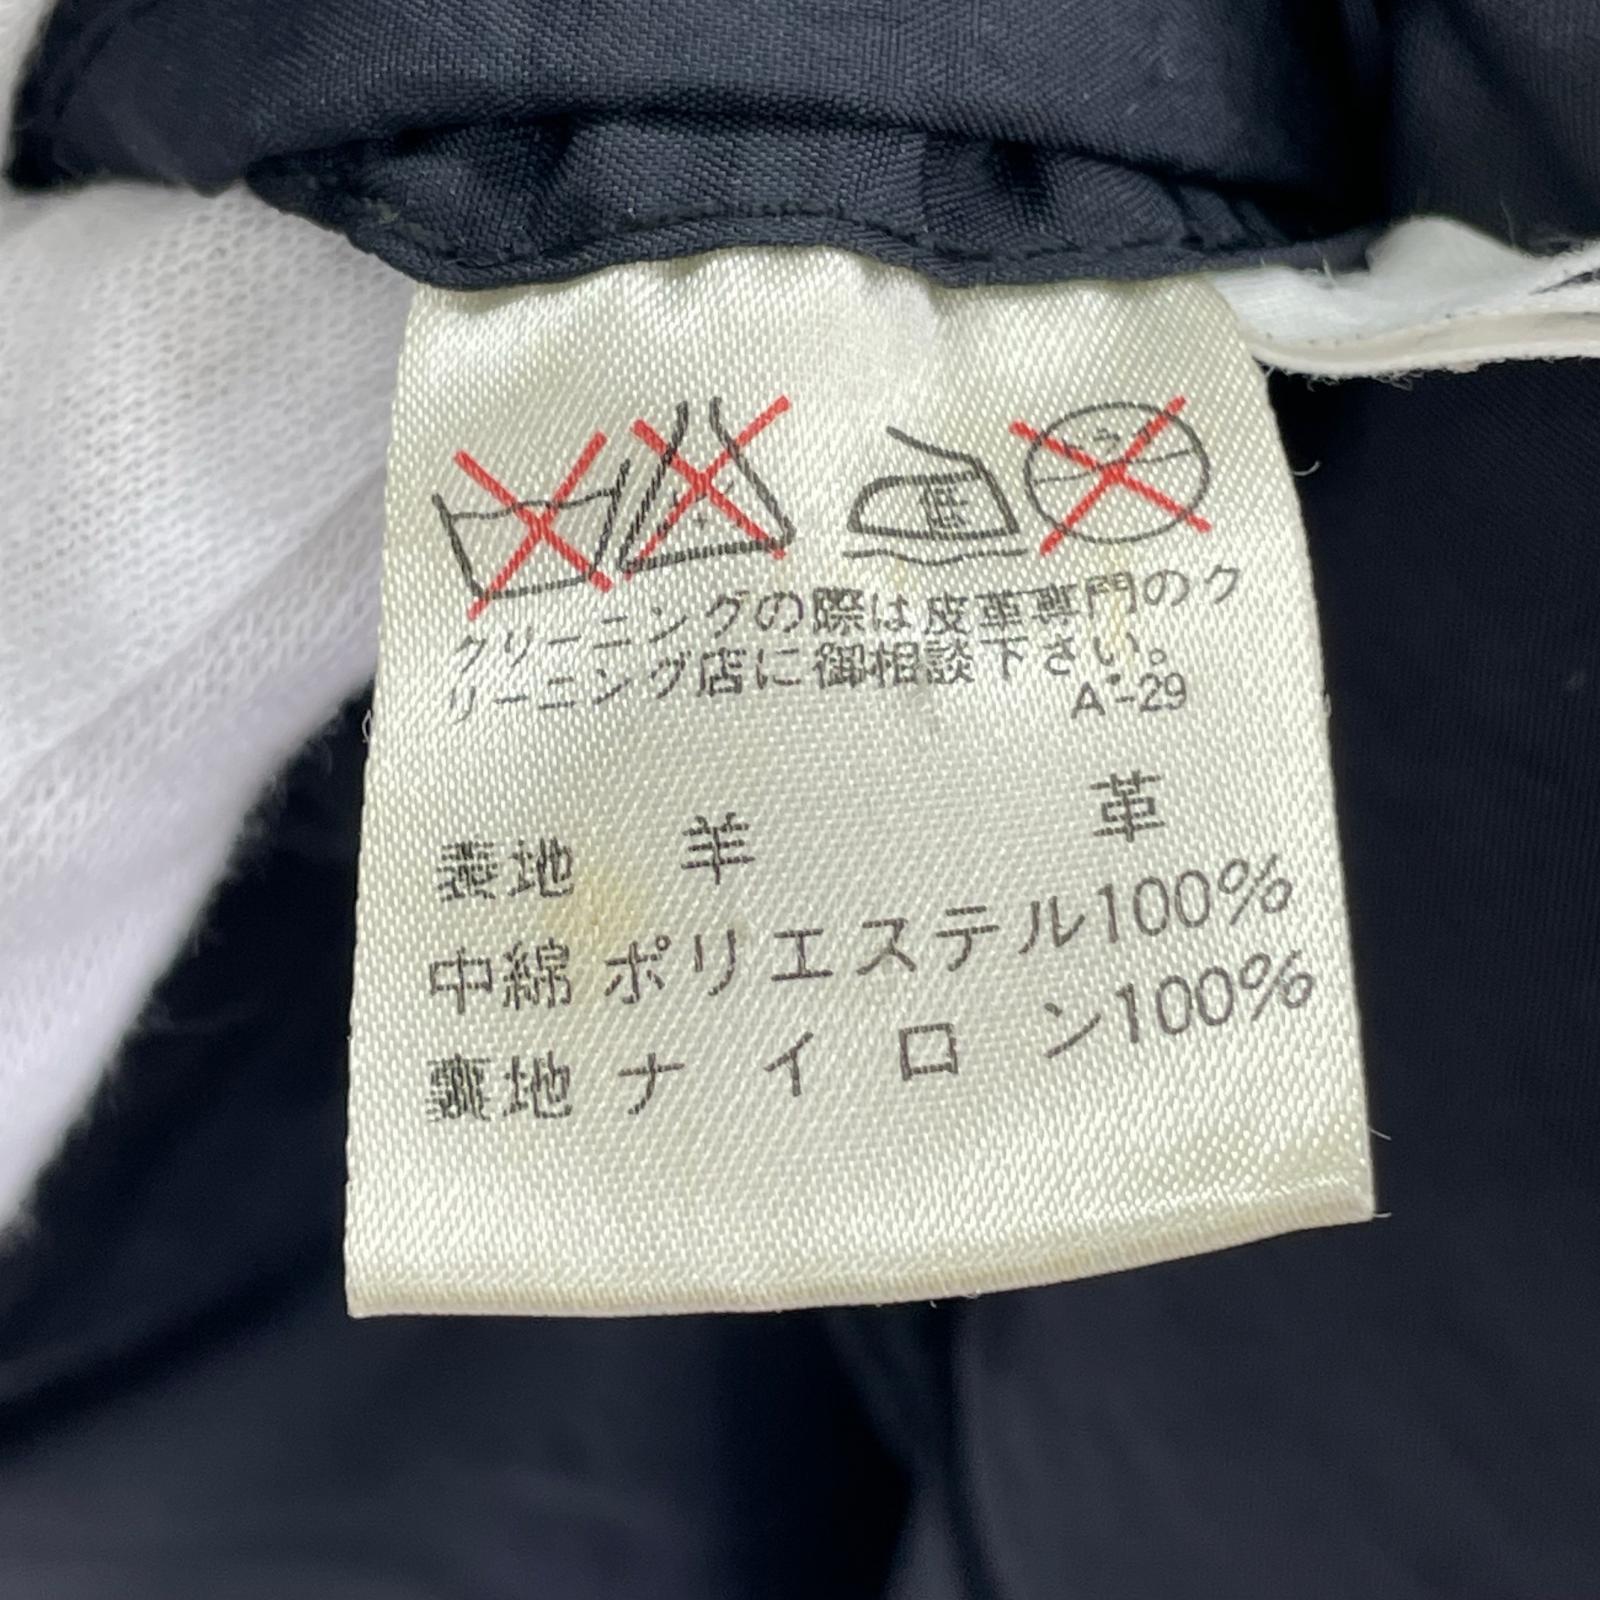 低
クリーニングの際は皮革専門のク
リーニング店に御相談下さい。
A-29
表地 羊 革
中綿 ポリエステル100%
裏地 ナイロン100%